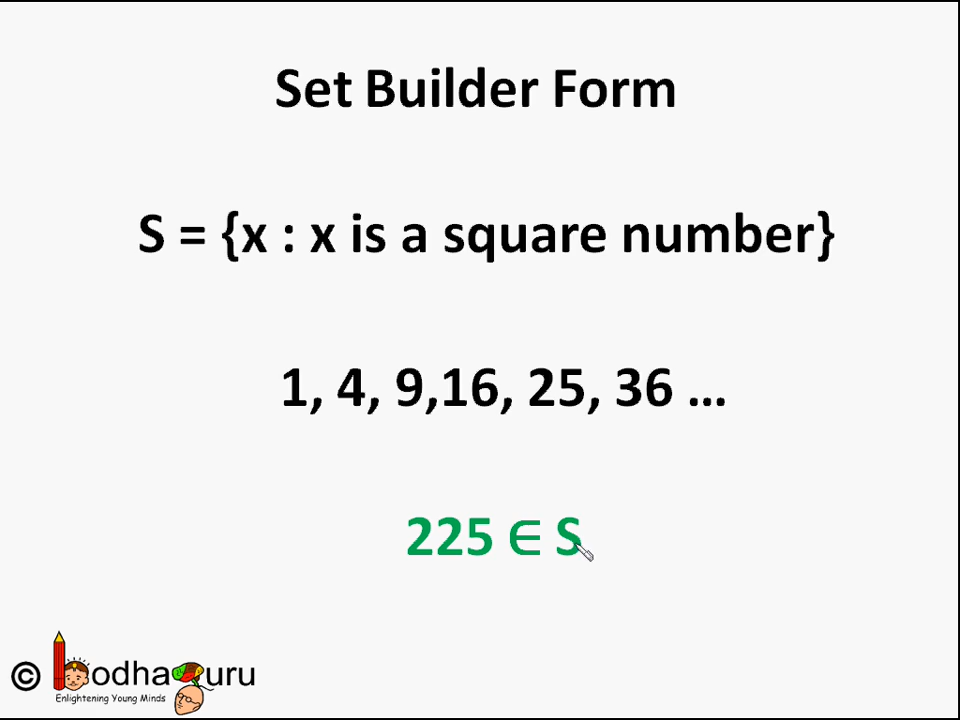 Set Builder Form
S = {x : x is a square number}
1, 4, 9,16, 25, 36 ...
225 ∈ S
© BodhaGuru
Enlightening Young Minds